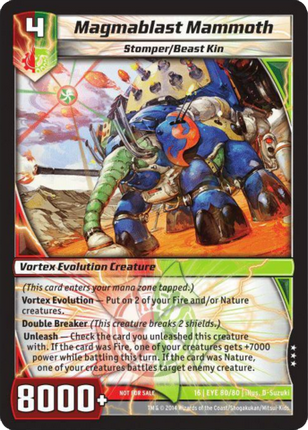 4
Magmablast Mammoth
Stomper/Beast Kin
Vortex Evolution Creature
(This card enters your mana zone tapped.)
Vortex Evolution — Put on 2 of your Fire and/or Nature
creatures.
Double Breaker (This creature breaks 2 shields.)
Unleash — Check the card you unleashed this creature
with. If the card was Fire, one of your creatures gets +7000
power while battling this turn. If the card was Nature,
one of your creatures battles target enemy creature.
8000+
NOT FOR SALE
16 EYE 80/80
TM & © 2014 Wizards of the Coast/Shogakukan/Mitsui-Kids.